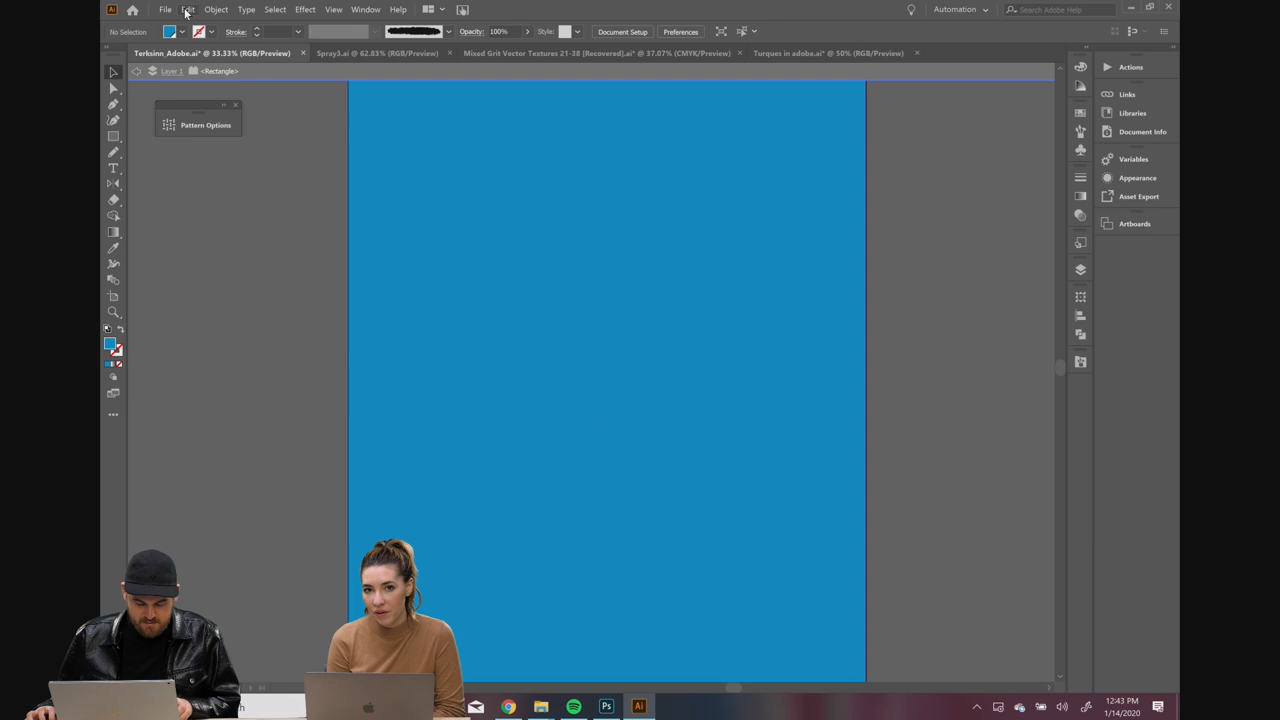 Ai File Edit Object Type Select Effect View Window Help Automation Search Adobe Help
No Selection Stroke: Opacity: 100% Style: Document Setup Preferences
Terksinn_Adobe.ai* @ 33.33% (RGB/Preview) × Spray3.ai @ 62.83% (RGB/Preview) × Mixed Grit Vector Textures 21-38 [Recovered].ai* @ 37.07% (CMYK/Preview) × Turques in adobe.ai* @ 50% (RGB/Preview) ×
Layer 1 <Rectangle>
Actions
Links
Libraries
Document Info
Variables
Appearance
Asset Export
Artboards
Pattern Options
h
Ps Ai
12:43 PM
1/14/2020